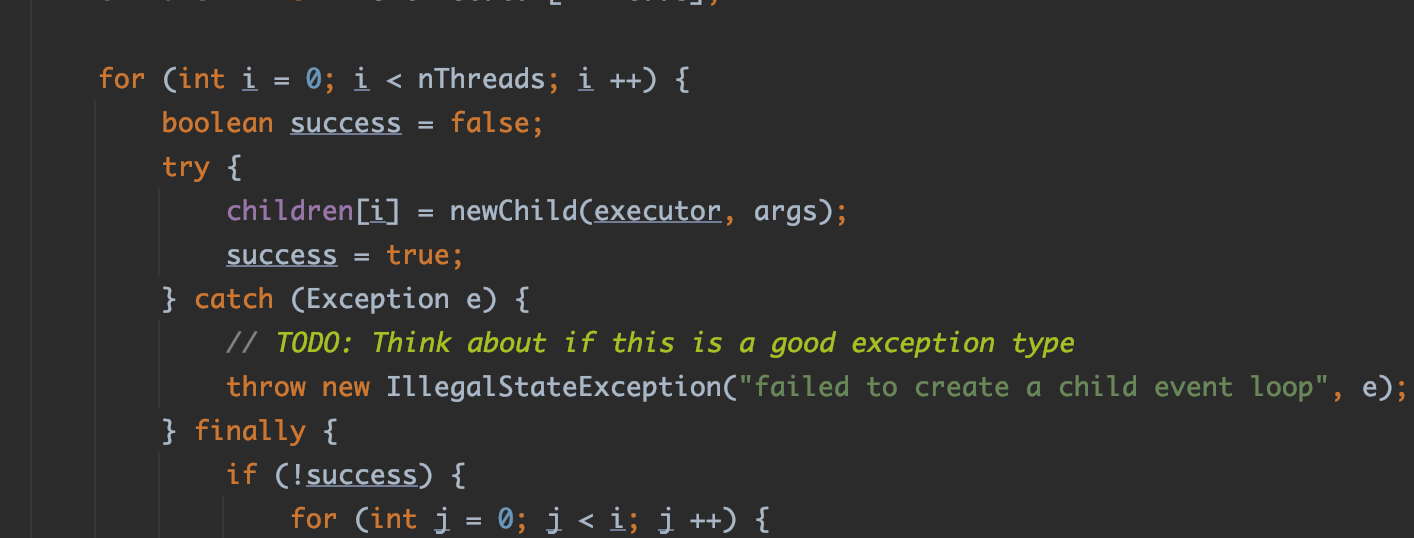 for (int i = 0; i < nThreads; i ++) {
boolean success = false;
try {
children[i] = newChild(executor, args);
success = true;
} catch (Exception e) {
// TODO: Think about if this is a good exception type
throw new IllegalStateException("failed to create a child event loop", e);
} finally {
if (!success) {
for (int j = 0; j < i; j ++) {